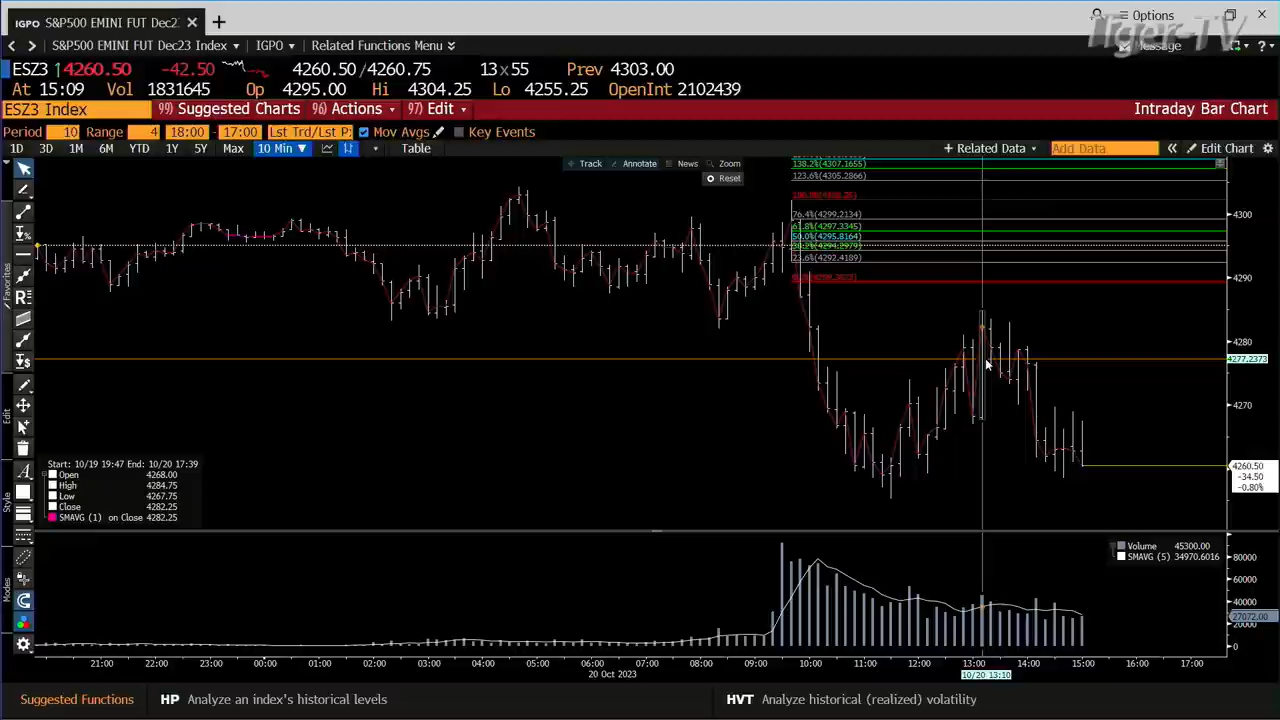 IGPO S&P500 EMINI FUT Dec2
Options
Tiger-TV
S&P500 EMINI FUT Dec23 Index IGPO Related Functions Menu
Message
ESZ3 4260.50 -42.50 4260.50/4260.75 13x55 Prev 4303.00
At 15:09 Vol 1831645 Op 4295.00 Hi 4304.25 Lo 4255.25 OpenInt 2102439
ESZ3 Index 99) Suggested Charts 96) Actions 97) Edit Intraday Bar Chart
Period 10 Range 4 18:00 - 17:00 Lst Trd/Lst P Mov Avgs Key Events
1D 3D 1M 6M YTD 1Y 5Y Max 10 Min Table + Related Data Add Data Edit Chart
Track Annotate News Zoom
Reset
138.2%(4307.1655)
123.6%(4305.2866)
76.4%(4299.2134)
61.8%(4297.3345)
50.0%(4295.8164)
23.6%(4292.4189)
4300
4290
4280
4277.2373
4270
4260.50
-34.50
-0.80%
Favorites
Edit
Style
Modes
Start: 10/19 19:47 End: 10/20 17:39
Open 4268.00
High 4284.75
Low 4267.75
Close 4282.25
SMAVG (1) on Close 4282.25
Volume 45300.00
SMAVG (5) 34970.6016
80000
60000
40000
27072.00
20000
0
21:00 22:00 23:00 00:00 01:00 02:00 03:00 04:00 05:00 06:00 07:00 08:00 09:00 10:00 11:00 12:00 13:00 14:00 15:00 16:00 17:00
20 Oct 2023
10/20 13:10
Suggested Functions HP Analyze an index's historical levels HVT Analyze historical (realized) volatility